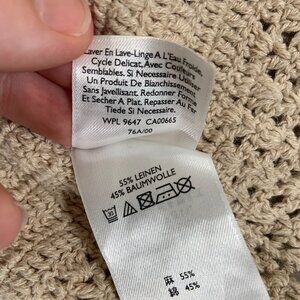 Laver En Lave-Linge A L'Eau Froide,
Cycle Delicat, Avec Couleurs
Semblables. Si Necessaire Utiliser
Un Produit De Blanchissement
Sans Javellisant. Redonner Forme
Et Secher A Plat. Repasser Au Fer
Tiede Si Necessaire.
WPL 9647 CA00665
76A/00
55% LEINEN
45% BAUMWOLLE
麻 55%
綿 45%